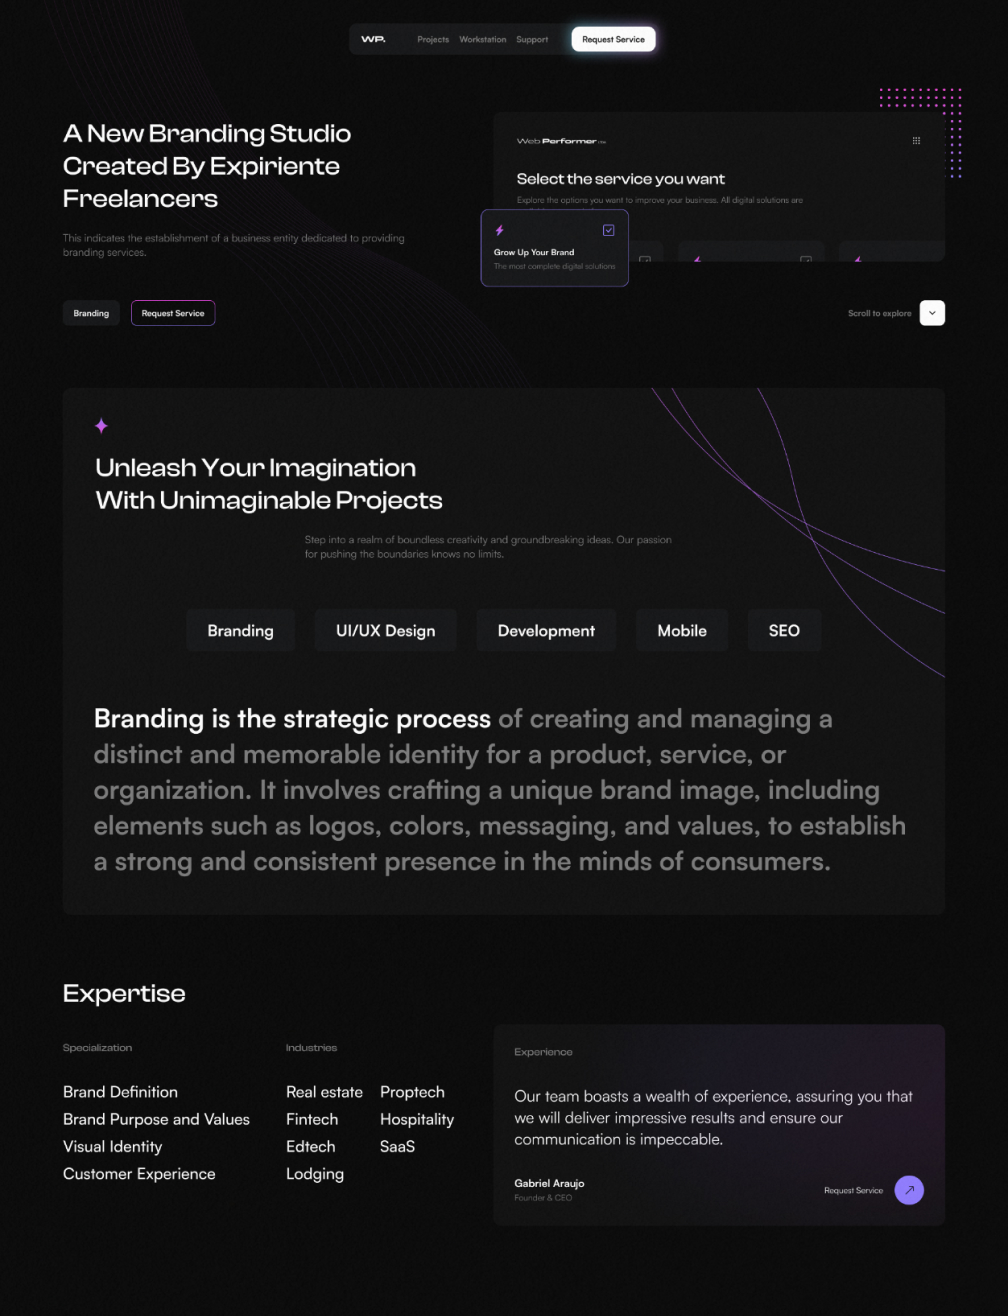 WP.
Projects
Workstation
Support
Request Service
A New Branding Studio
Created By Expiriente
Freelancers
This indicates the establishment of a business entity dedicated to providing
branding services.
Branding
Request Service
Web Performer
Select the service you want
Explore the options you want to improve your business. All digital solutions are
Grow Up Your Brand
The most complete digital solutions
Scroll to explore
Unleash Your Imagination
With Unimaginable Projects
Step into a realm of boundless creativity and groundbreaking ideas. Our passion
for pushing the boundaries knows no limits.
Branding
UI/UX Design
Development
Mobile
SEO
Branding is the strategic process of creating and managing a
distinct and memorable identity for a product, service, or
organization. It involves crafting a unique brand image, including
elements such as logos, colors, messaging, and values, to establish
a strong and consistent presence in the minds of consumers.
Expertise
Specialization
Brand Definition
Brand Purpose and Values
Visual Identity
Customer Experience
Industries
Real estate
Fintech
Edtech
Lodging
Proptech
Hospitality
SaaS
Experience
Our team boasts a wealth of experience, assuring you that
we will deliver impressive results and ensure our
communication is impeccable.
Gabriel Araujo
Founder & CEO
Request Service